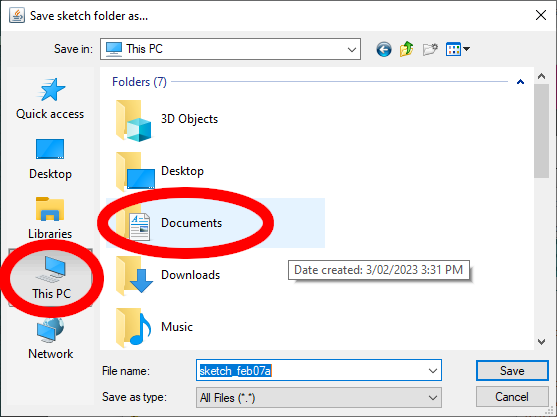 Save sketch folder as...
Save in: This PC
Folders (7)
Quick access
3D Objects
Desktop
Desktop
Documents
Libraries
Date created: 3/02/2023 3:31 PM
Downloads
This PC
Music
Network
File name: sketch_feb07a Save
Save as type: All Files (*.*) Cancel